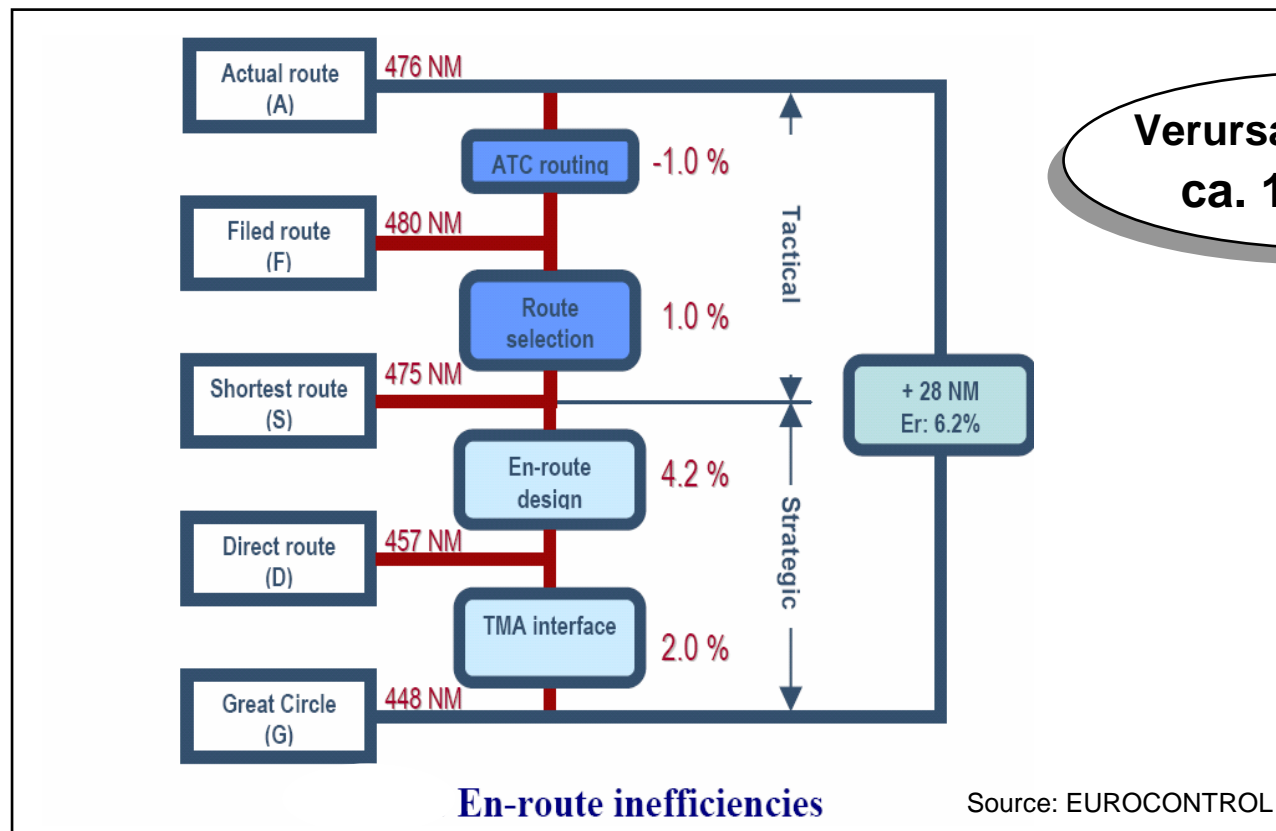 Actual route
(A)
476 NM
ATC routing
-1.0 %
Filed route
(F)
480 NM
Route
selection
1.0 %
Tactical
Shortest route
(S)
475 NM
+ 28 NM
Er: 6.2%
En-route
design
4.2 %
Strategic
Direct route
(D)
457 NM
TMA interface
2.0 %
Great Circle
(G)
448 NM
En-route inefficiencies
Source: EUROCONTROL
ca. 1